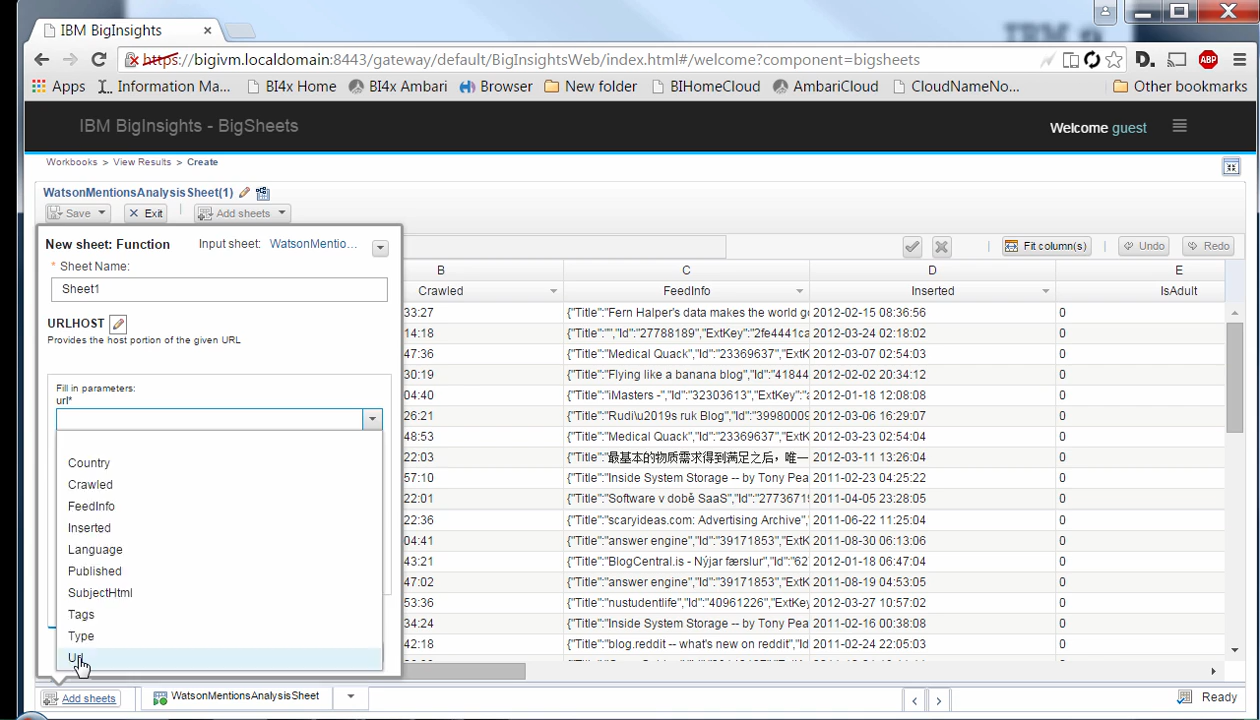 IBM BigInsights
https://bigivm.localdomain:8443/gateway/default/BigInsightsWeb/index.html#/welcome?component=bigsheets
D.
ABP
Apps
Information Ma...
BI4x Home
BI4x Ambari
Browser
New folder
BIHomeCloud
AmbariCloud
CloudNameNo...
Other bookmarks
IBM BigInsights - BigSheets
Welcome guest
Workbooks > View Results > Create
WatsonMentionsAnalysisSheet(1)
Save
Exit
Add sheets
New sheet: Function
Input sheet: WatsonMentio...
Fit column(s)
Undo
Redo
* Sheet Name:
Sheet1
URLHOST
Provides the host portion of the given URL
Fill in parameters:
url*
Country
Crawled
FeedInfo
Inserted
Language
Published
SubjectHtml
Tags
Type
Url
B C D E
Crawled FeedInfo Inserted IsAdult
33:27 {"Title":"Fern Halper's data makes the world go 2012-02-15 08:36:56 0
14:18 {"Title":"","Id":"27788189","ExtKey":"2fe4441ca 2012-03-24 02:18:02 0
47:36 {"Title":"Medical Quack","Id":"23369637","ExtK 2012-03-07 02:54:03 0
30:19 {"Title":"Flying like a banana blog","Id":"41844 2012-02-02 20:34:12 0
04:40 {"Title":"iMasters -","Id":"32303613","ExtKey":"a 2012-01-18 12:08:08 0
26:21 {"Title":"Rudi\u2019s ruk Blog","Id":"39980009 2012-03-06 16:29:07 0
48:53 {"Title":"Medical Quack","Id":"23369637","ExtK 2012-03-23 02:54:04 0
22:03 {"Title":"最基本的物质需求得到满足之后，唯一 2012-03-11 13:26:04 0
57:10 {"Title":"Inside System Storage -- by Tony Pea 2011-02-23 04:25:22 0
22:01 {"Title":"Software v době SaaS","Id":"2773671 2011-04-05 23:28:05 0
22:36 {"Title":"scaryideas.com: Advertising Archive", 2011-06-22 11:25:04 0
04:41 {"Title":"answer engine","Id":"39171853","ExtK 2011-08-30 06:13:06 0
43:21 {"Title":"BlogCentral.is - Nýjar færslur","Id":"62 2012-01-18 06:47:04 0
47:02 {"Title":"answer engine","Id":"39171853","ExtK 2011-08-19 04:53:05 0
53:36 {"Title":"nustudentlife","Id":"40961226","ExtKey 2012-03-27 10:57:02 0
34:24 {"Title":"Inside System Storage -- by Tony Pea 2011-02-16 00:38:08 0
42:18 {"Title":"blog.reddit -- what's new on reddit","Id 2011-02-24 22:05:03 0
Add sheets
WatsonMentionsAnalysisSheet
Ready